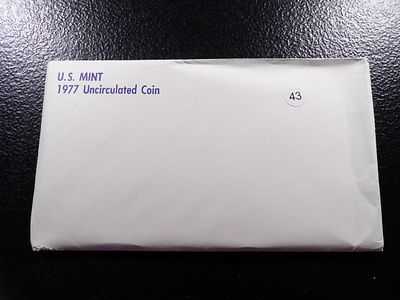 U.S. MINT
1977 Uncirculated Coin
43